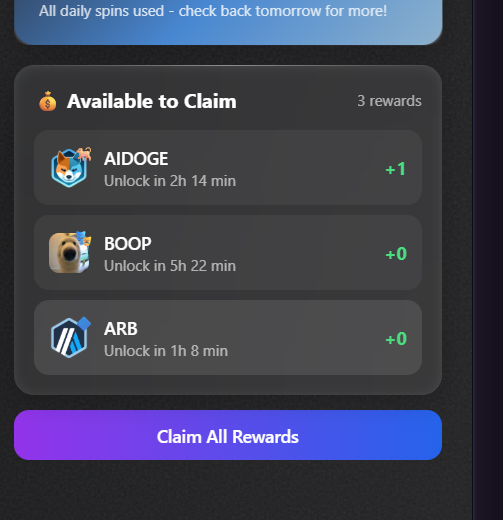 All daily spins used - check back tomorrow for more!
Available to Claim
3 rewards
AIDOGE
Unlock in 2h 14 min
+1
BOOP
Unlock in 5h 22 min
+0
ARB
Unlock in 1h 8 min
+0
Claim All Rewards